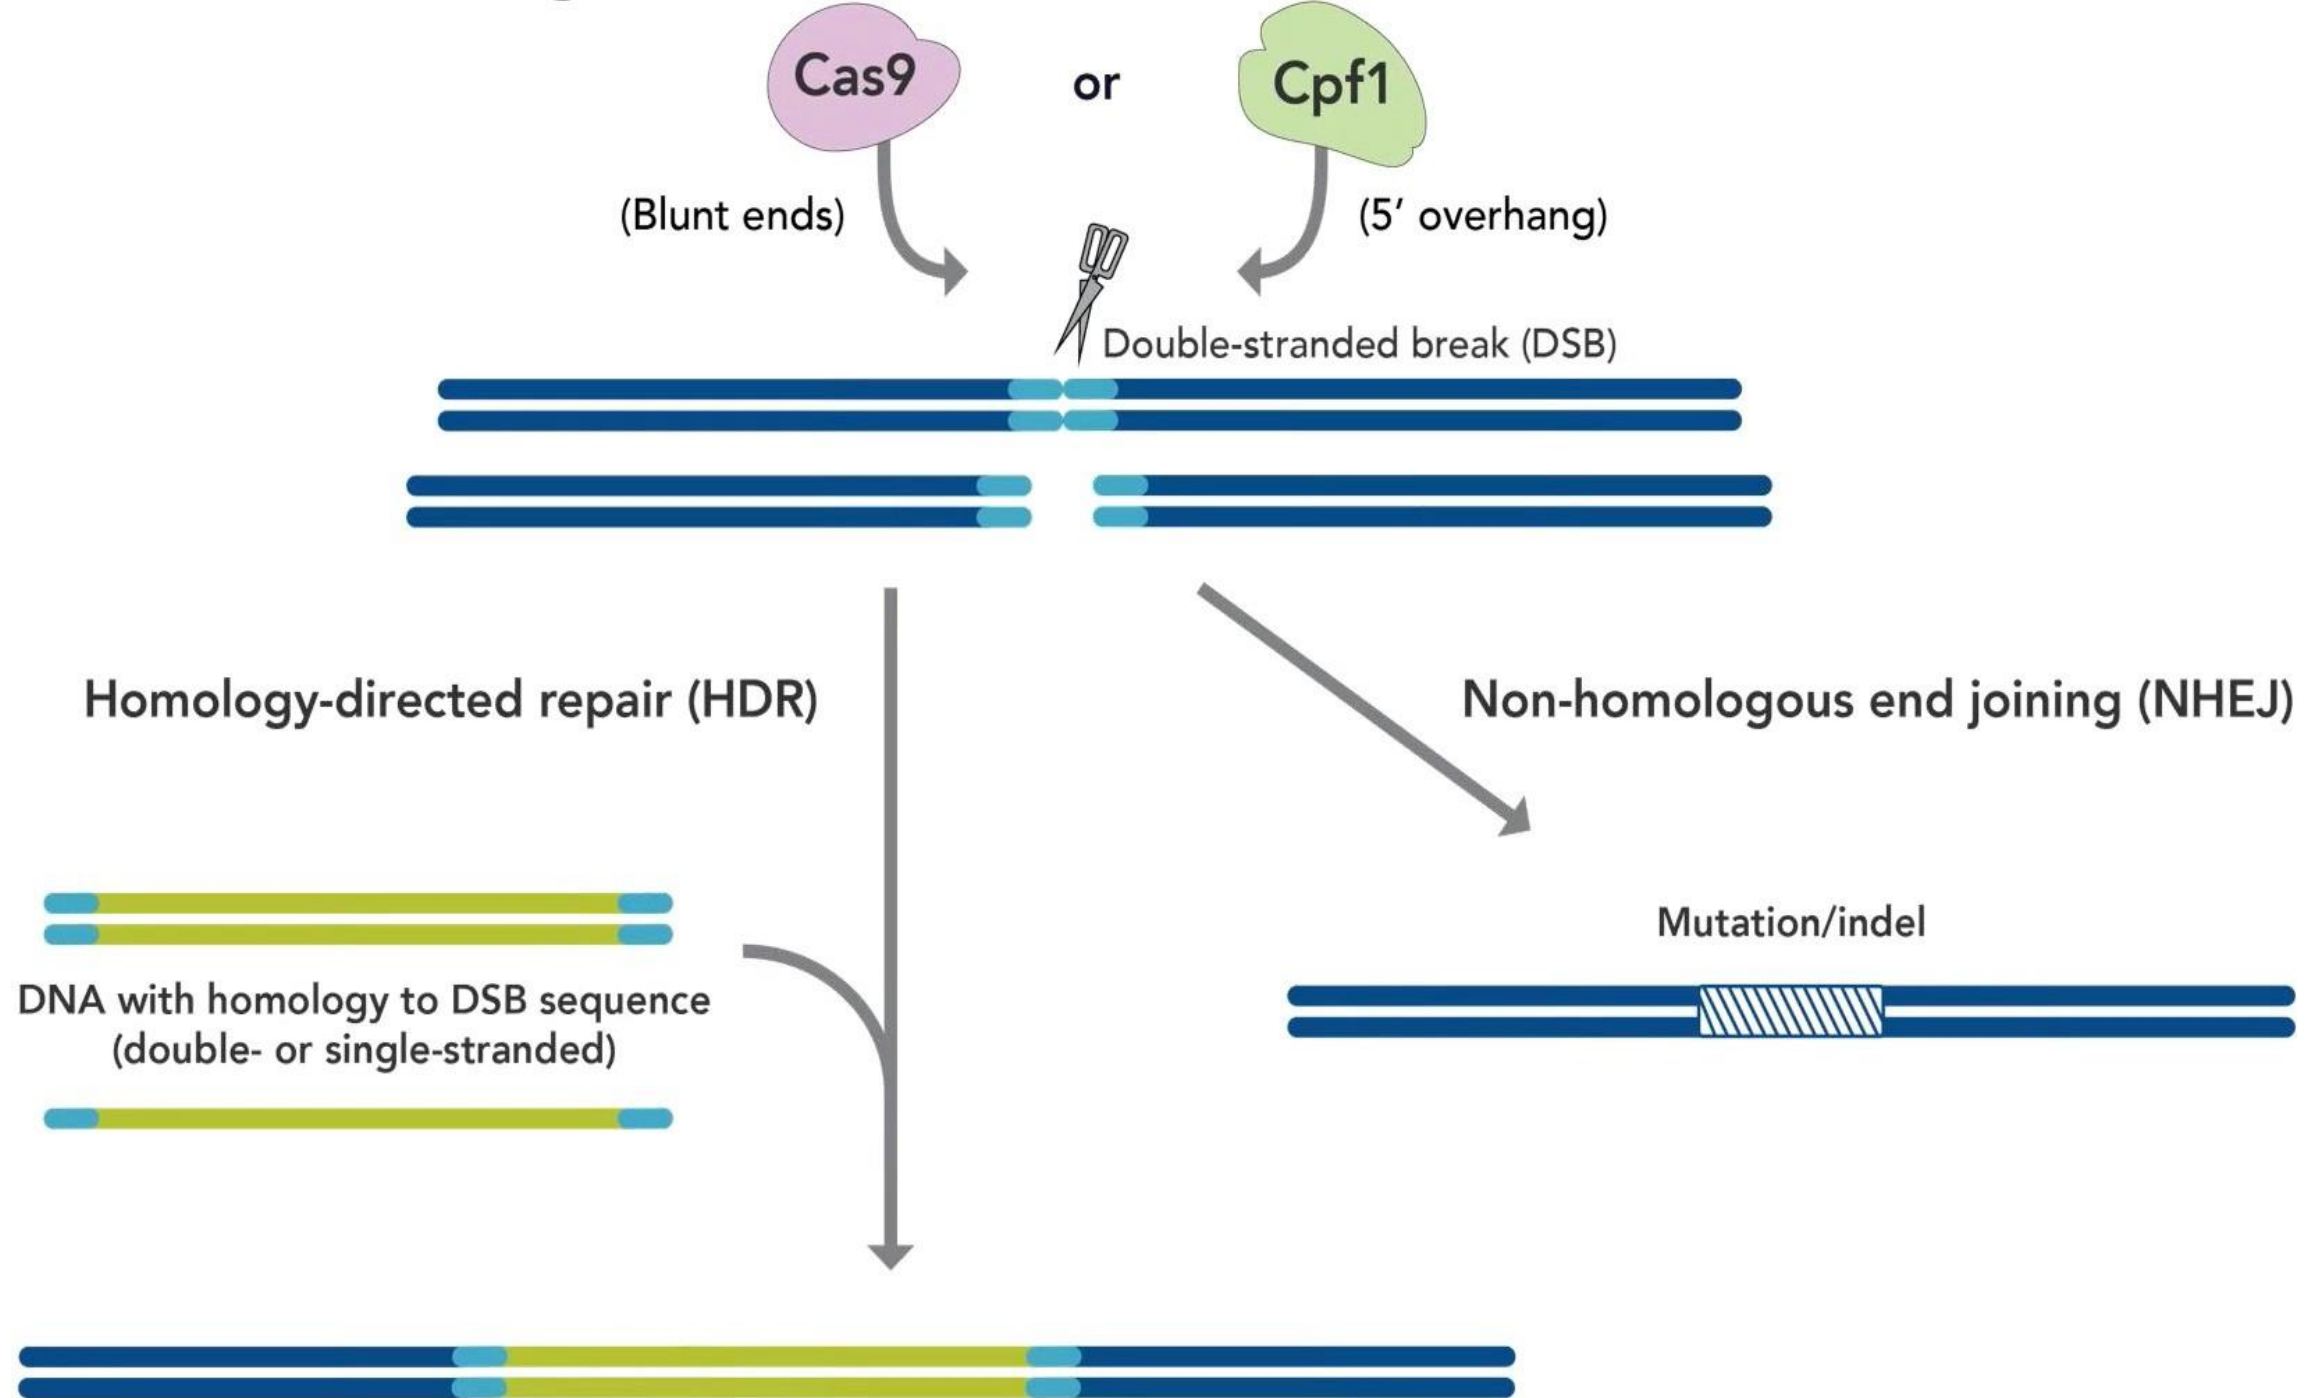 Cas9
or
Cpf1
(Blunt ends)
(5′ overhang)
Double-stranded break (DSB)
Homology-directed repair (HDR)
Non-homologous end joining (NHEJ)
Mutation/indel
DNA with homology to DSB sequence
(double- or single-stranded)